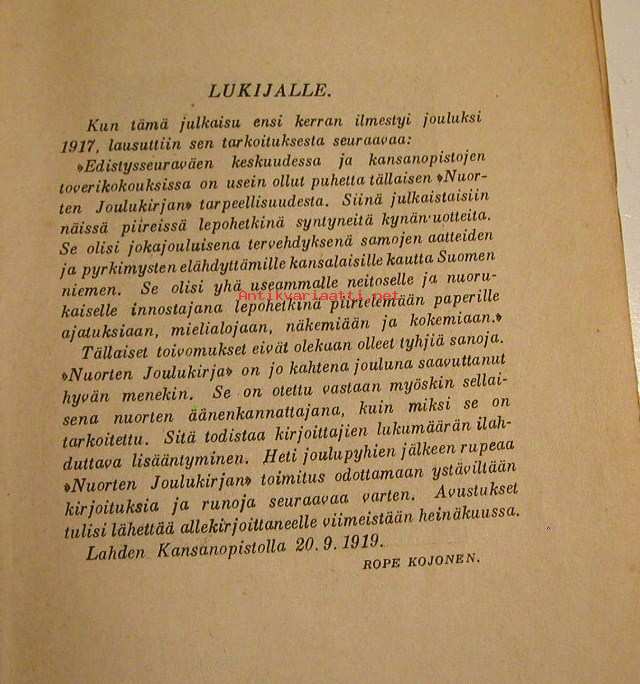 LUKIJALLE.
Kun tämä julkaisu ensi kerran ilmestyi jouluksi
1917, lausuttiin sen tarkoituksesta seuraavaa:
»Edistysseuraväen keskuudessa ja kansanopistojen
toverikokouksissa on usein ollut puhetta tällaisen »Nuor-
ten Joulukirjan» tarpeellisuudesta. Siinä julkaistaisiin
näissä piireissä lepohetkinä syntyneitä kynän uotteita.
Se olisi jokajouluisena tervehdyksenä samojen aatteiden
ja pyrkimysten elähdyttämille kansalaisille kautta Suomen
niemen. Se olisi yhä useammalle neitoselle ja nuoru-
kaiselle innostajana lepohetkinä piirtelemään paperille
ajatuksiaan, mielialojaan, näkemiään ja kokemiaan.»
Antikvariaatti.net
Tällaiset toivomukset eivät olekaan olleet tyhjiä sanoja.
»Nuorten Joulukirja» on jo kahtena jouluna saavuttanut
hyvän menekin. Se on otettu vastaan myöskin sellai-
sena nuorten äänenkannattajana, kuin miksi se on
tarkoitettu. Sitä todistaa kirjoittajien lukumäärän ilah-
duttava lisääntyminen. Heti joulupyhien jälkeen rupeaa
»Nuorten Joulukirjan» toimitus odottamaan ystäviltään
kirjoituksia ja runoja seuraavaa varten. Avustukset
tulisi lähettää allekirjoittaneelle viimeistään heinäkuussa.
Lahden Kansanopistolla 20. 9. 1919.
ROPE KOJONEN.